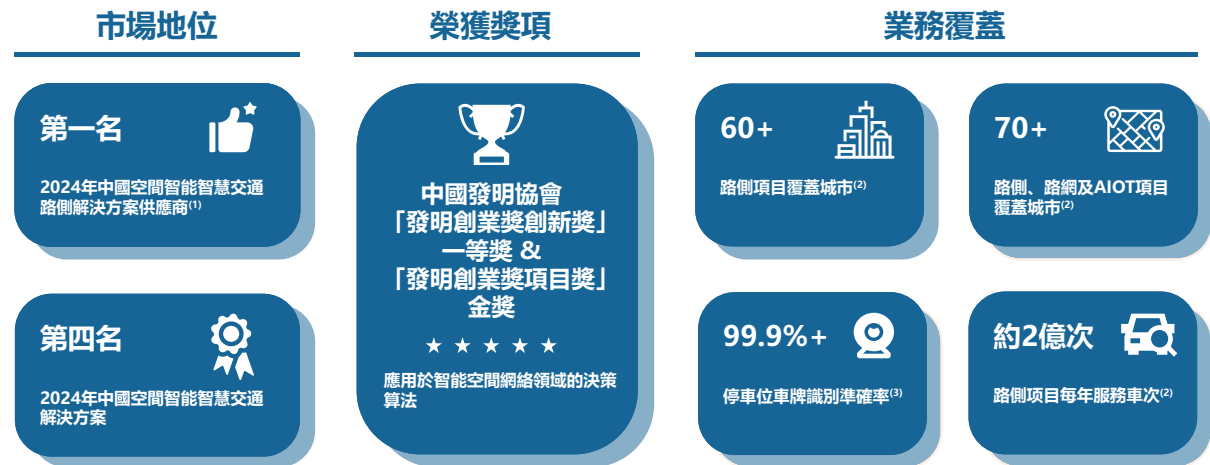 市場地位
第一名
2024年中國空間智能智慧交通
路側解決方案供應商(1)
第四名
2024年中國空間智能智慧交通
解決方案
榮獲獎項
中國發明協會
「發明創業獎創新獎」
一等獎 &
「發明創業獎項目獎」
金獎
應用於智能空間網絡領域的決策
算法
業務覆蓋
60+
路側項目覆蓋城市(2)
70+
路側、路網及AIOT項目
覆蓋城市(2)
99.9%+
停車位車牌識別準確率(3)
約2億次
路側项目每年服務車次(2)